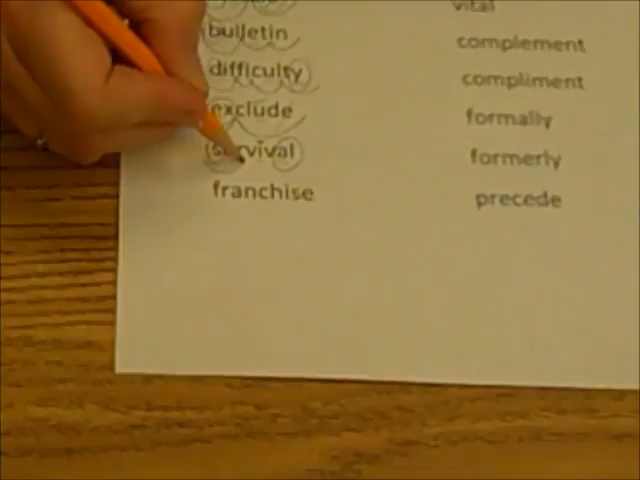 vital
bulletin
complement
difficulty
compliment
exclude
formally
survival
formerly
franchise
precede